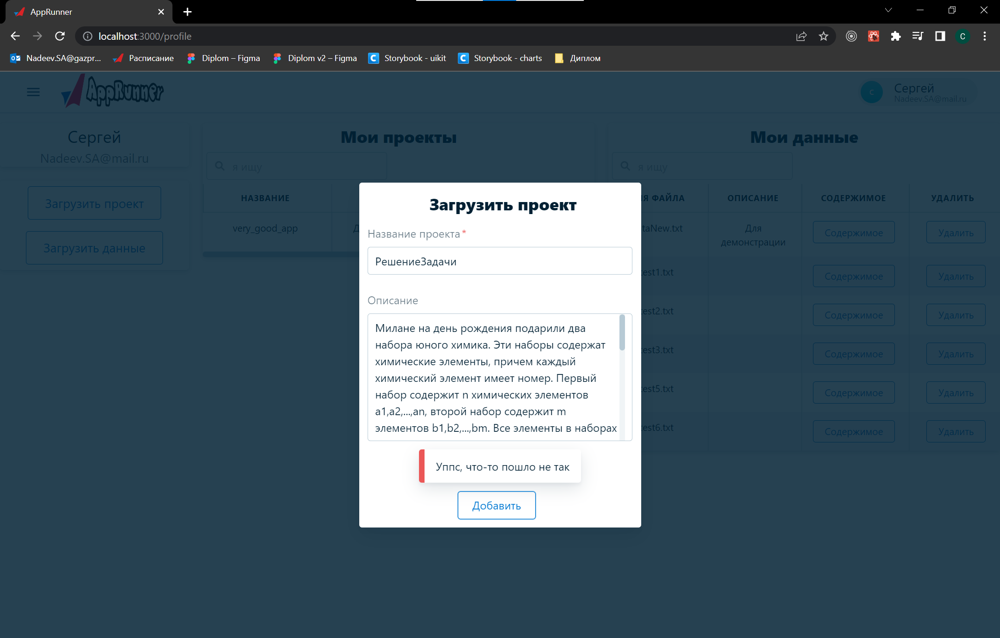 AppRunner
localhost:3000/profile
Nadeev.SA@gazpr... Расписание Diplom – Figma Diplom v2 – Figma Storybook - uikit Storybook - charts Диплом
C
AppRunner
C
Сергей
Nadeev.SA@mail.ru
Сергей
Nadeev.SA@mail.ru
Загрузить проект
Загрузить данные
Мои проекты
я ищу
НАЗВАНИЕ
very_good_app
Мои данные
я ищу
Я ФАЙЛА ОПИСАНИЕ СОДЕРЖИМОЕ УДАЛИТЬ
taNew.txt Для демонстрации Содержимое Удалить
test1.txt Содержимое Удалить
test2.txt Содержимое Удалить
test3.txt Содержимое Удалить
test5.txt Содержимое Удалить
test6.txt Содержимое Удалить
Загрузить проект
Название проекта*
РешениеЗадачи
Описание
Милане на день рождения подарили два
набора юного химика. Эти наборы содержат
химические элементы, причем каждый
химический элемент имеет номер. Первый
набор содержит n химических элементов
a1,a2,...,an, второй набор содержит m
элементов b1,b2,...,bm. Все элементы в наборах
Уппс, что-то пошло не так
Добавить